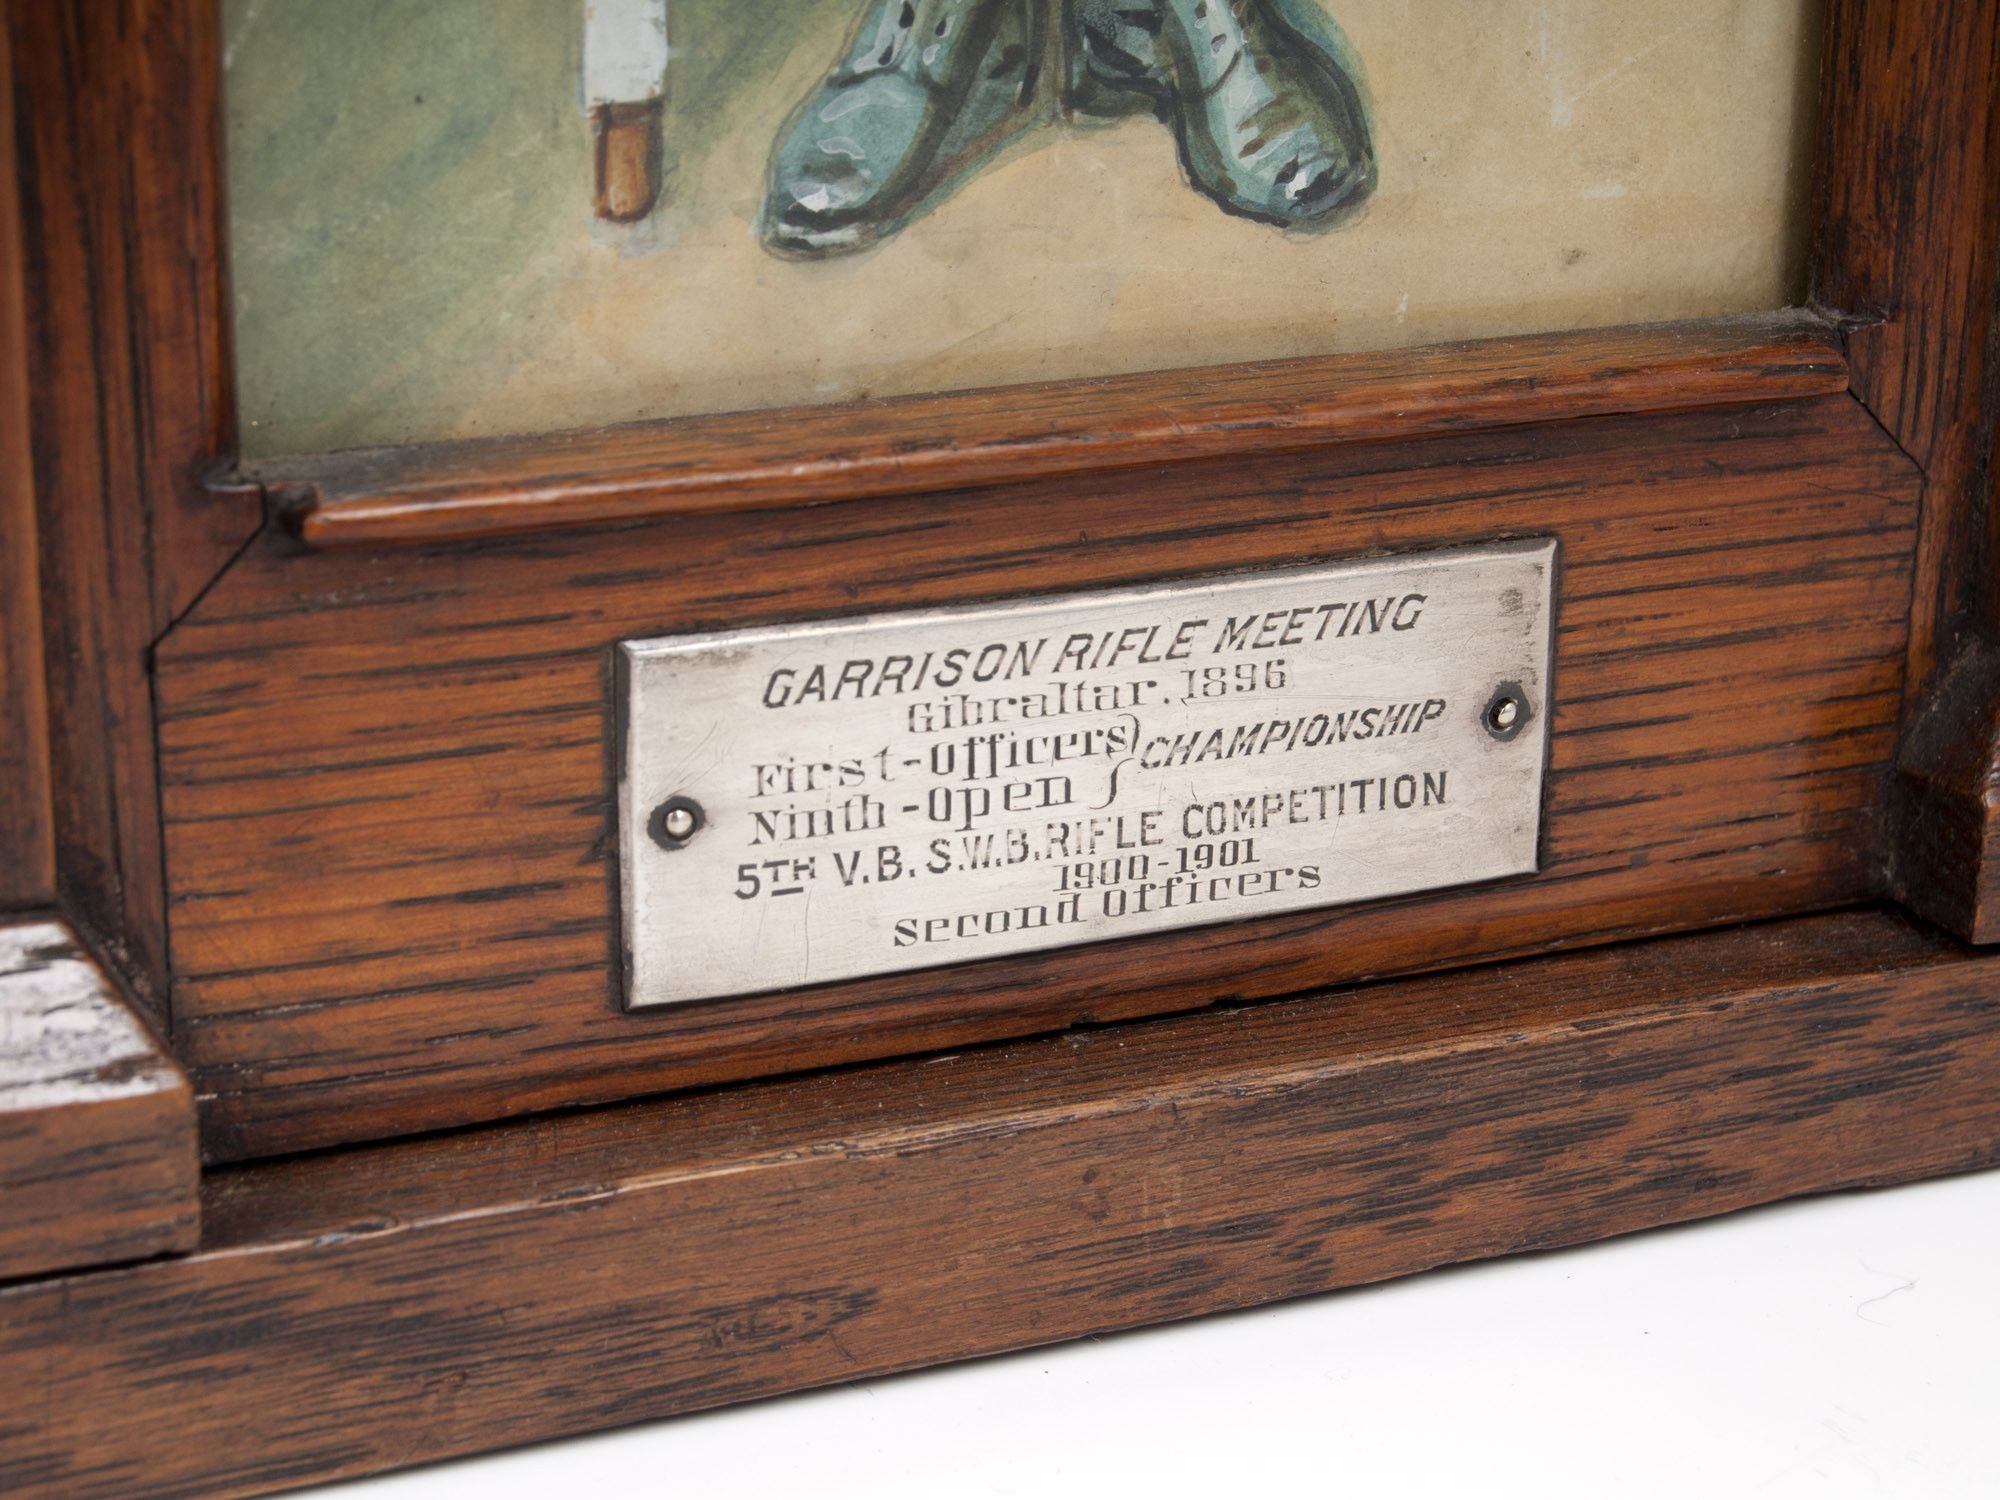 GARRISON RIFLE MEETING
Gibraltar. 1896
First-Officers } CHAMPIONSHIP
Ninth-Open
5TH V.B. S.W.B. RIFLE COMPETITION
1900-1901
Second Officers